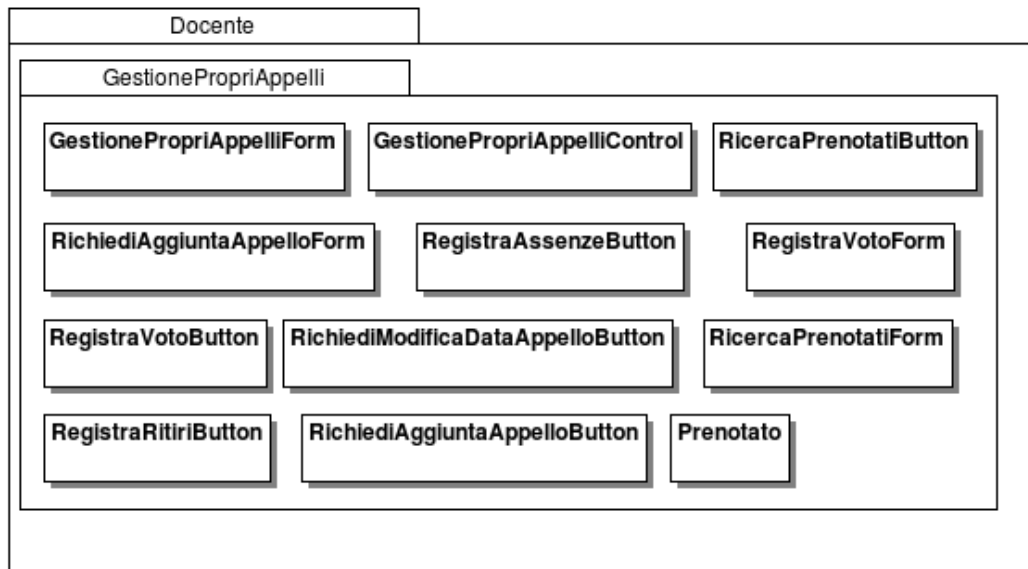 Docente
GestionePropriAppelli
GestionePropriAppelliForm GestionePropriAppelliControl RicercaPrenotatiButton
RichiediAggiuntaAppelloForm RegistraAssenzeButton RegistraVotoForm
RegistraVotoButton RichiediModificaDataAppelloButton RicercaPrenotatiForm
RegistraRitiriButton RichiediAggiuntaAppelloButton Prenotato